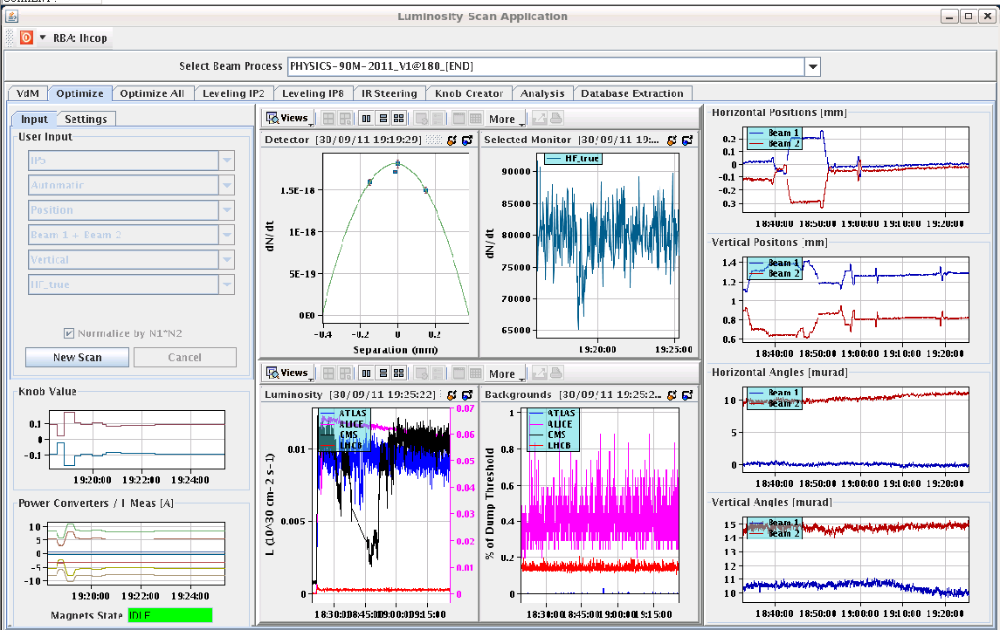 Luminosity Scan Application
RBA: lhcop
Select Beam Process PHYSICS-90M-2011_V1@180_[END]
VdM Optimize Optimize All Leveling IP2 Leveling IP8 IR Steering Knob Creator Analysis Database Extraction
Input Settings
User Input
IP5
Automatic
Position
Beam 1 + Beam 2
Vertical
HF_true
Normalize by N1*N2
New Scan Cancel
Knob Value
0.1
0
-0.1
19:20:00 19:22:00 19:24:00
Power Converters / I Meas [A]
10
5
0
-5
-10
19:20:00 19:22:00 19:24:00
Magnets State IDLE
Views More
Detector [30/09/11 19:19:29]
dN/dt
1.5E-18
1E-18
5E-19
0E0
-0.4 -0.2 0 0.2
Separation (mm)
Selected Monitor [30/09/11 19:...
HF_true
dN/dt
90000
85000
80000
75000
70000
65000
19:20:00 19:25:00
Views More
Luminosity [30/09/11 19:25:22]
ATLAS
ALICE
CMS
LHCB
L (10^30 cm-2 s-1)
0.01
0.005
0
0.07
0.06
0.05
0.04
0.03
0.02
0.01
0
18:30:00 18:45:00 19:00:00 19:15:00
Backgrounds [30/09/11 19:25:2...
ATLAS
ALICE
CMS
LHCB
% of Dump Threshold
1
0.8
0.6
0.4
0.2
0
18:30:00 18:45:00 19:00:00 19:15:00
Horizontal Positions [mm]
Beam 1
Beam 2
0.2
0.1
0
-0.1
-0.2
0.3
18:40:00 18:50:00 19:00:00 19:10:00 19:20:00
Vertical Positons [mm]
Beam 1
Beam 2
1.4
1.2
1
0.8
0.6
18:40:00 18:50:00 19:00:00 19:10:00 19:20:00
Horizontal Angles [murad]
Beam 1
Beam 2
10
5
0
18:40:00 18:50:00 19:00:00 19:10:00 19:20:00
Vertical Angles [murad]
Beam 1
Beam 2
15
14
13
12
11
10
18:40:00 18:50:00 19:00:00 19:10:00 19:20:00